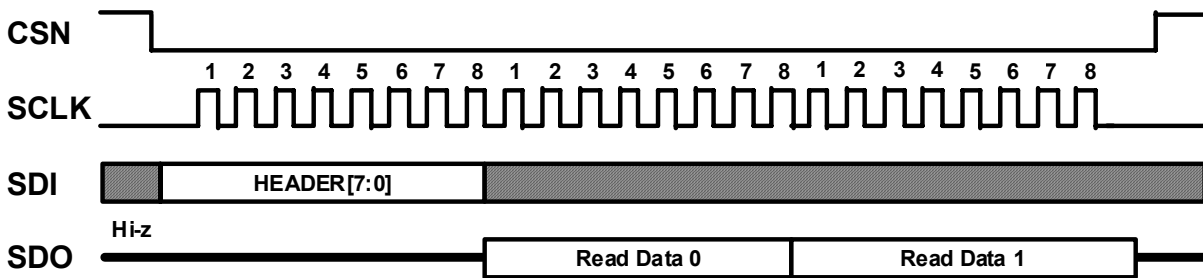 CSN
1 2 3 4 5 6 7 8 1 2 3 4 5 6 7 8 1 2 3 4 5 6 7 8
SCLK
SDI HEADER[7:0]
Hi-z
SDO Read Data 0 Read Data 1